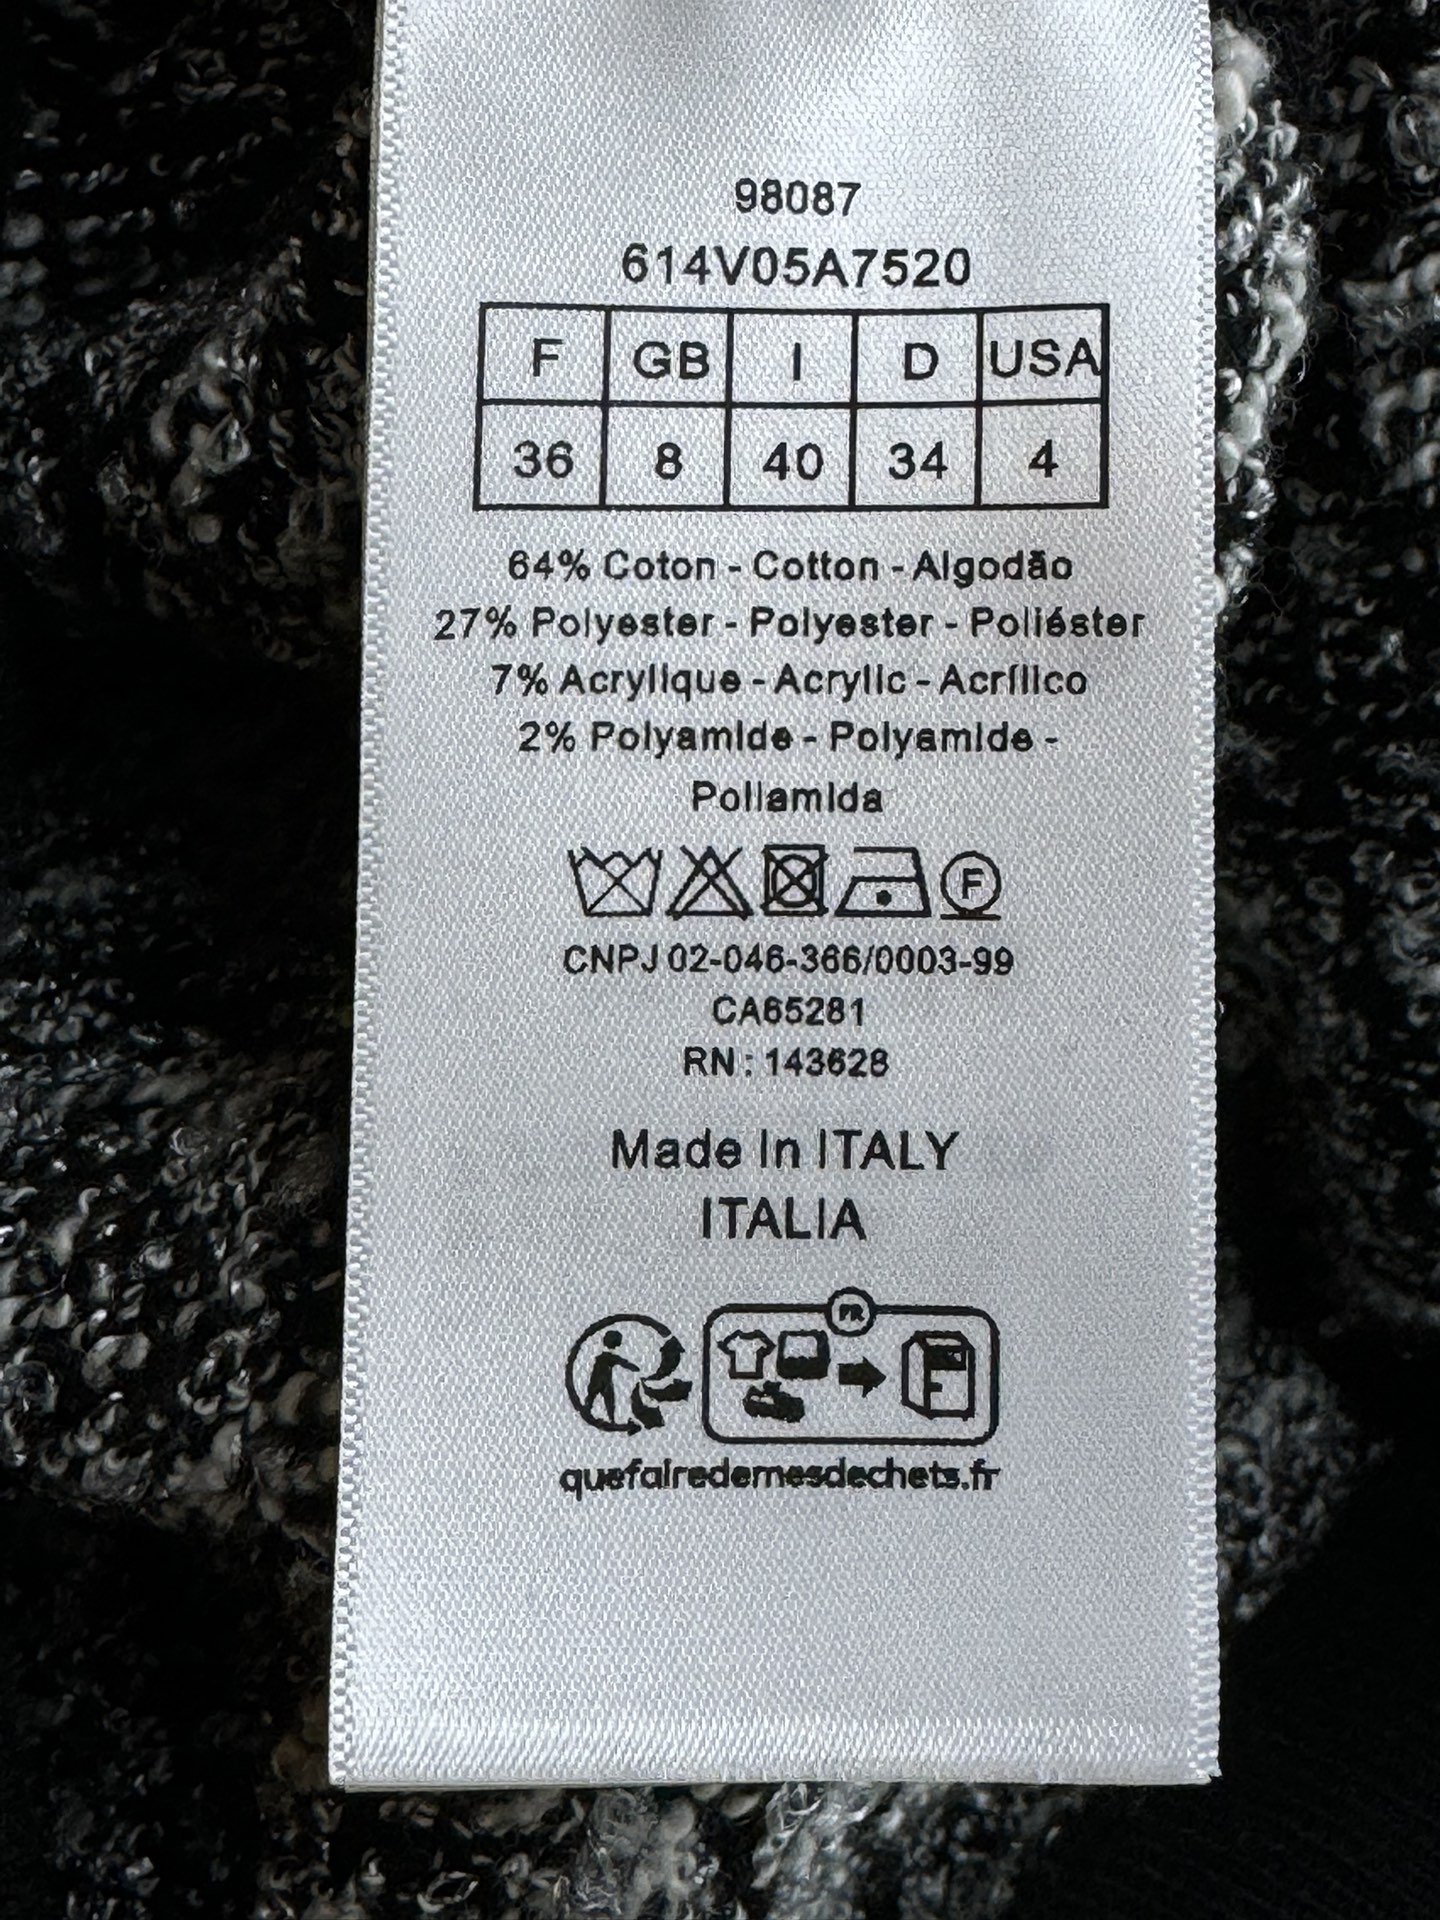 98087
614V05A7520
F GB I D USA
36 8 40 34 4
64% Coton - Cotton - Algodão
27% Polyester - Polyester - Poliéster
7% Acrylique - Acrylic - Acrílico
2% Polyamide - Polyamide -
Poliamida
F
CNPJ 02-046-366/0003-99
CA65281
RN : 143628
Made in ITALY
ITALIA
FR
quefairedemesdechets.fr